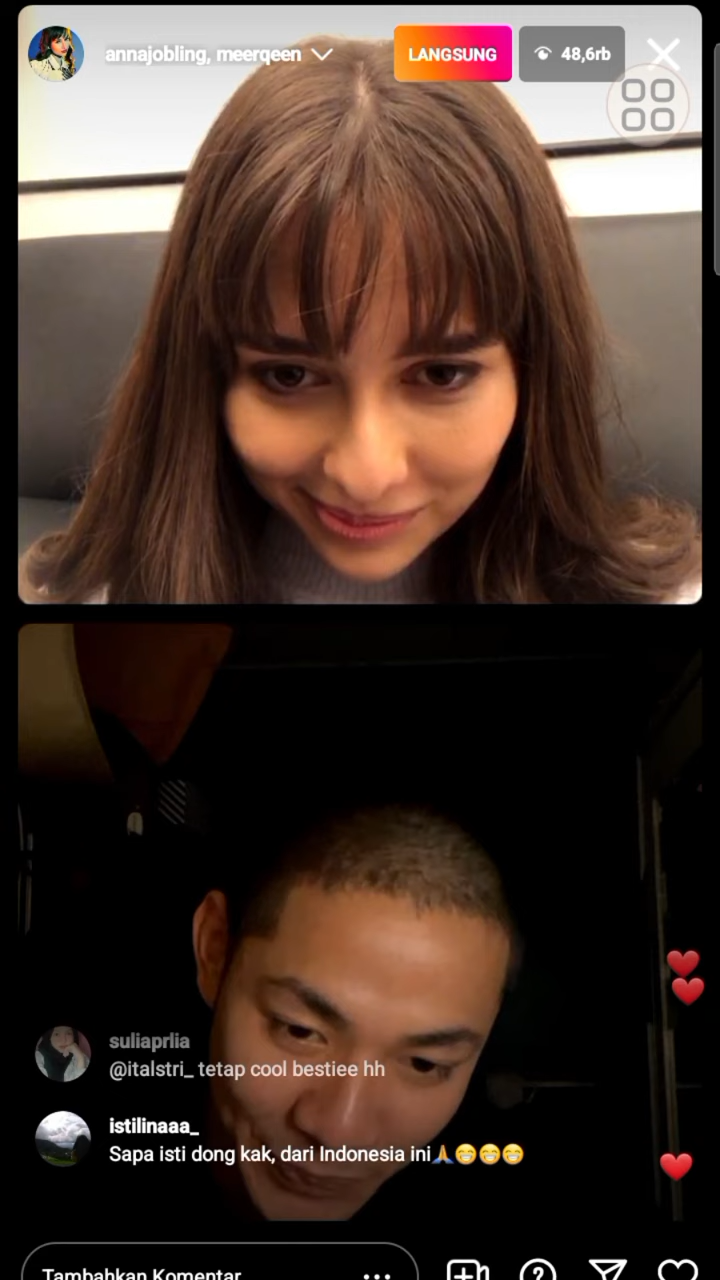 annajobling, meerqeen
LANGSUNG
48,6rb
suliaprlia
@italstri_ tetap cool bestiee hh
istilinaaa_
Sapa isti dong kak, dari Indonesia ini🙏😁😁😁
Tambahkan Komentar